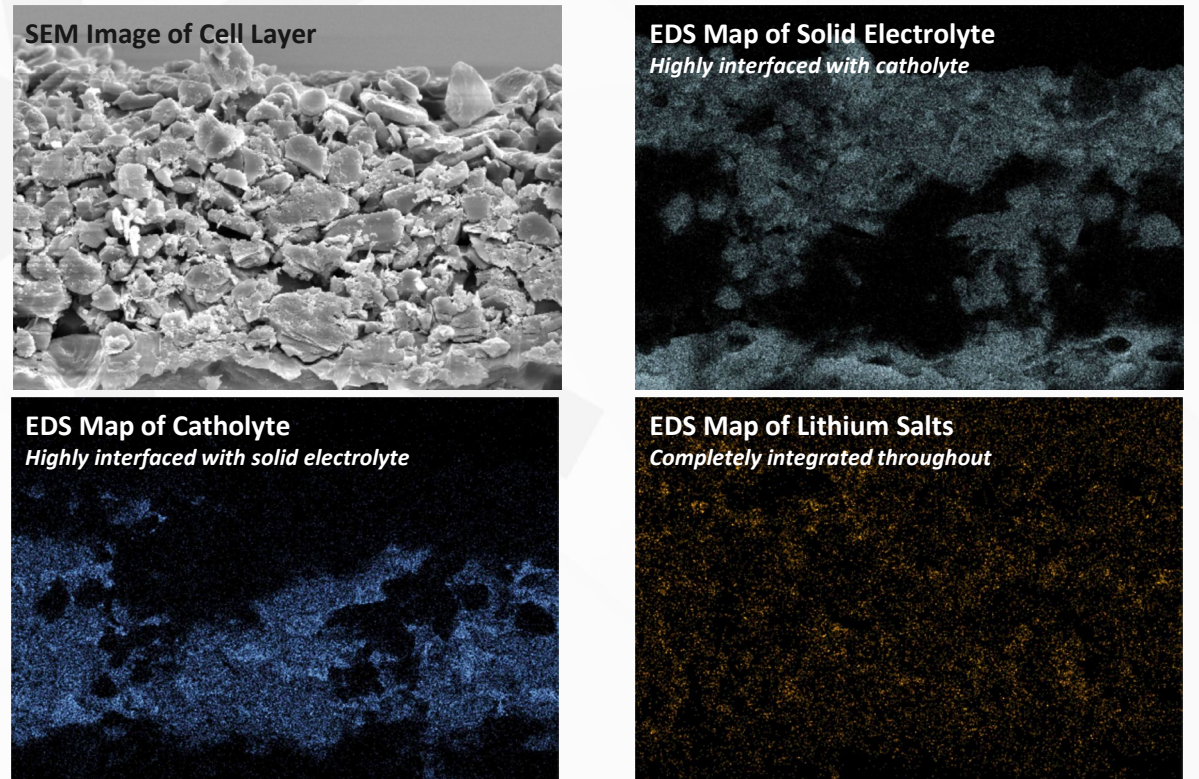 SEM Image of Cell Layer
EDS Map of Solid Electrolyte
Highly interfaced with catholyte
EDS Map of Catholyte
Highly interfaced with solid electrolyte
EDS Map of Lithium Salts
Completely integrated throughout